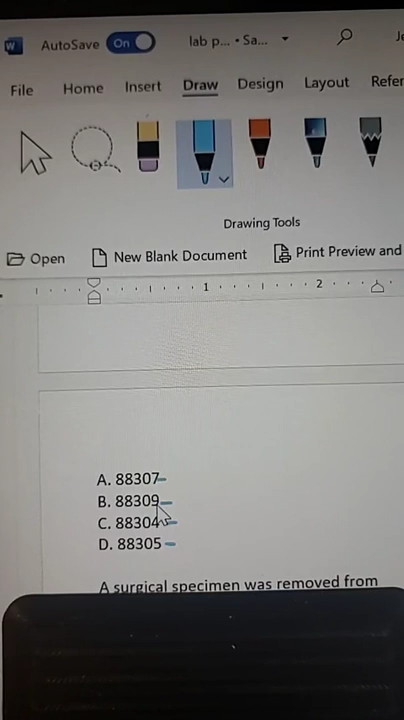 W AutoSave On lab p... • Sa...
File Home Insert Draw Design Layout Refer
Drawing Tools
Open New Blank Document Print Preview and
1 2
A. 88307
B. 88309
C. 88304
D. 88305
A surgical specimen was removed from